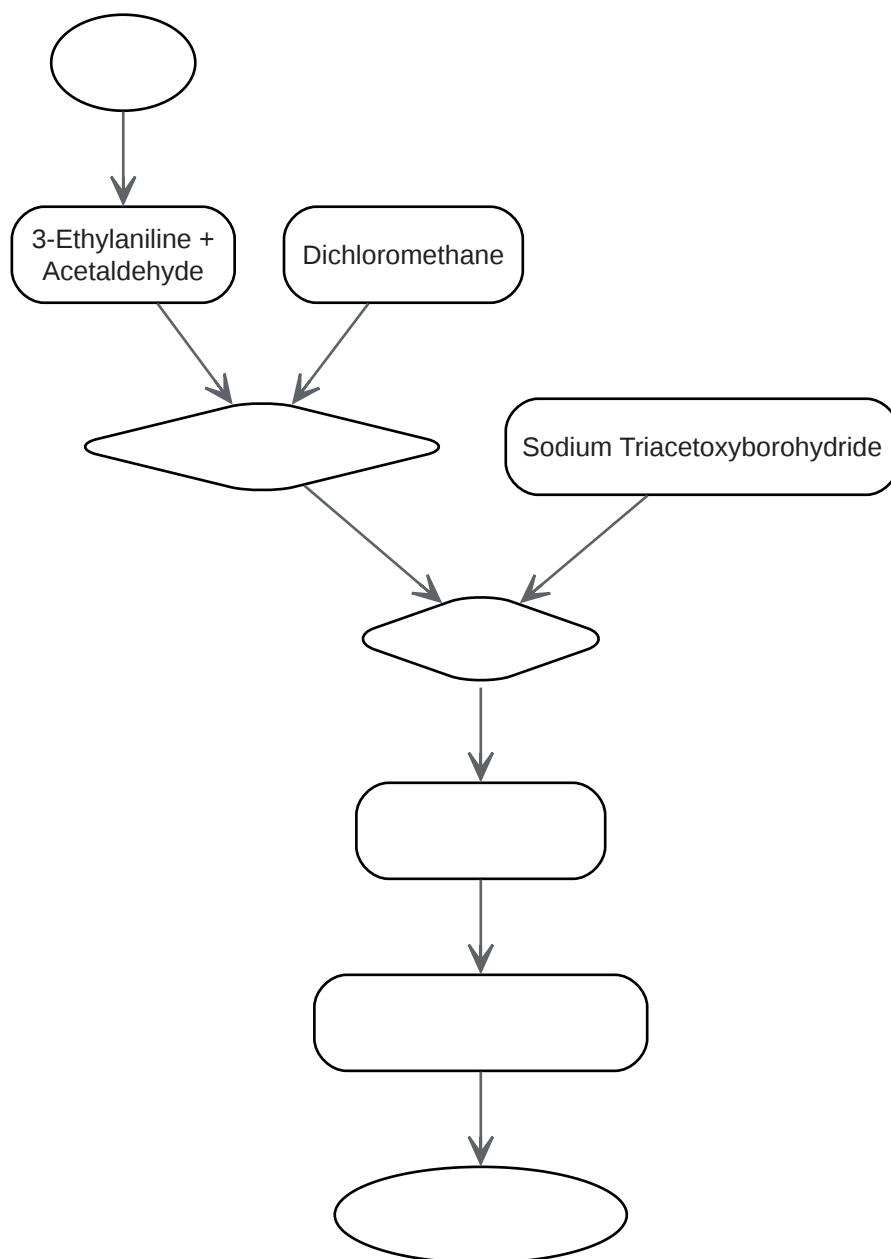 3-Ethylaniline +
Acetaldehyde
Dichloromethane
Sodium Triacetoxyborohydride